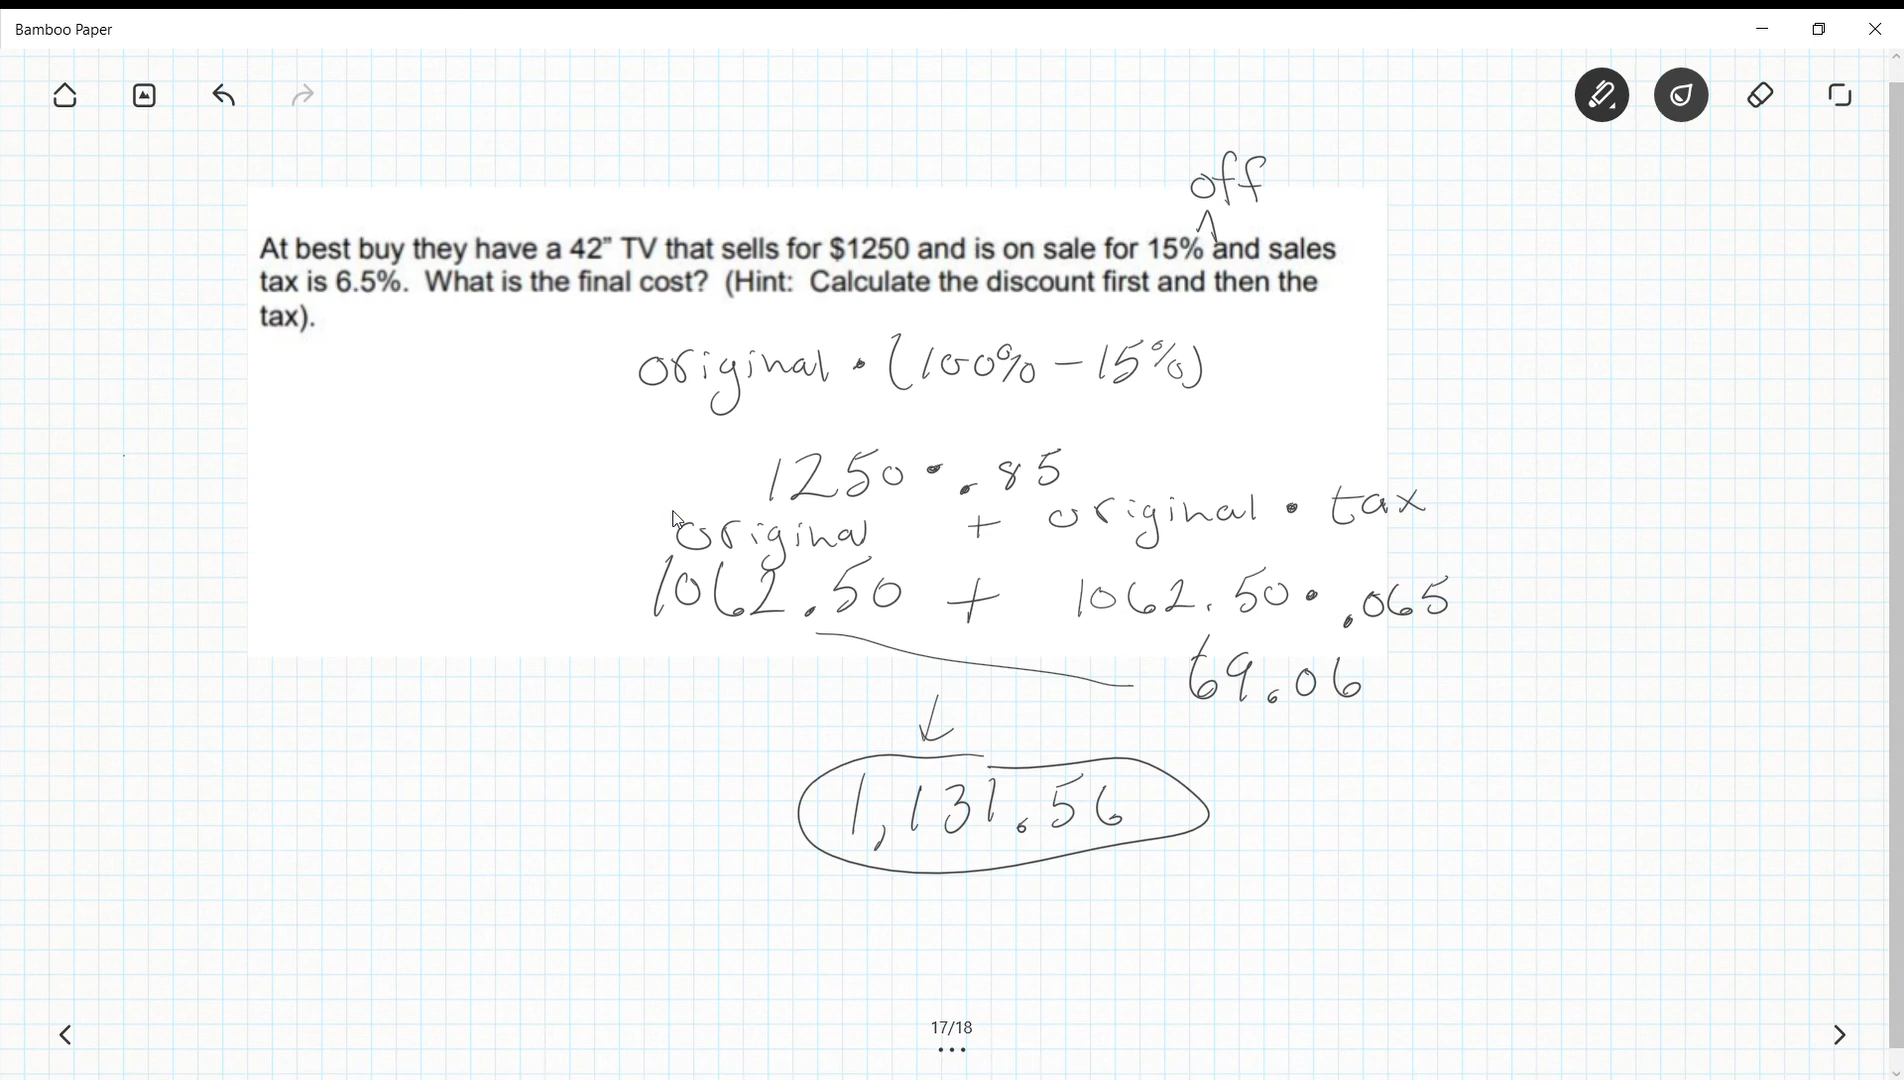 Bamboo Paper
off
^
At best buy they have a 42” TV that sells for $1250 and is on sale for 15% and sales
tax is 6.5%.  What is the final cost?  (Hint:  Calculate the discount first and then the
tax).
original · (100% - 15%)
1250 · .85
original + original · tax
1062.50 + 1062.50 · .065
69.06
1,131.56
17/18